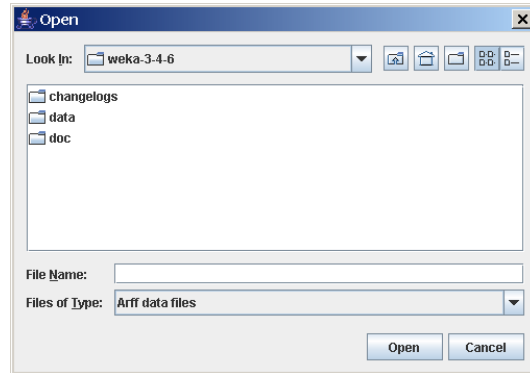 Open
Look In: weka-3-4-6
changelogs
data
doc
File Name:
Files of Type: Arff data files
Open Cancel